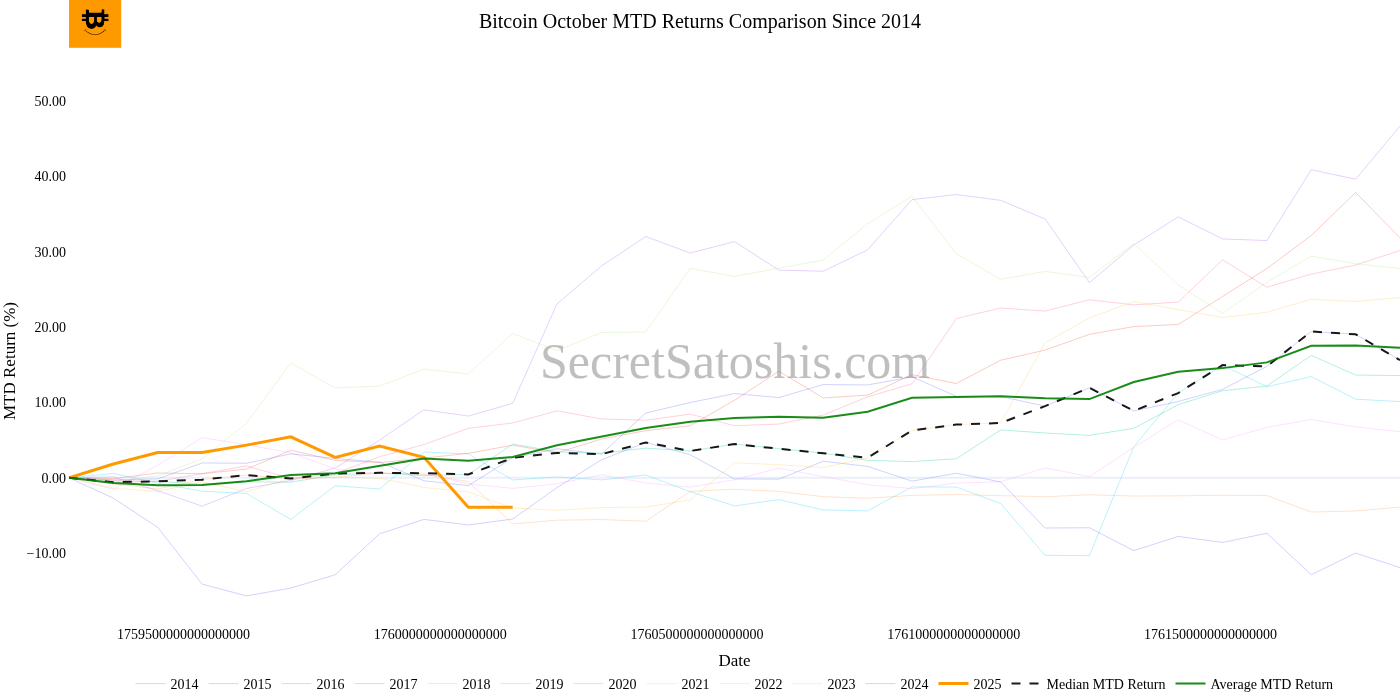 Bitcoin October MTD Returns Comparison Since 2014
50.00
40.00
30.00
20.00
10.00
0.00
−10.00
MTD Return (%)
SecretSatoshis.com
1759500000000000000 1760000000000000000 1760500000000000000 1761000000000000000 1761500000000000000
Date
2014 2015 2016 2017 2018 2019 2020 2021 2022 2023 2024 2025 Median MTD Return Average MTD Return